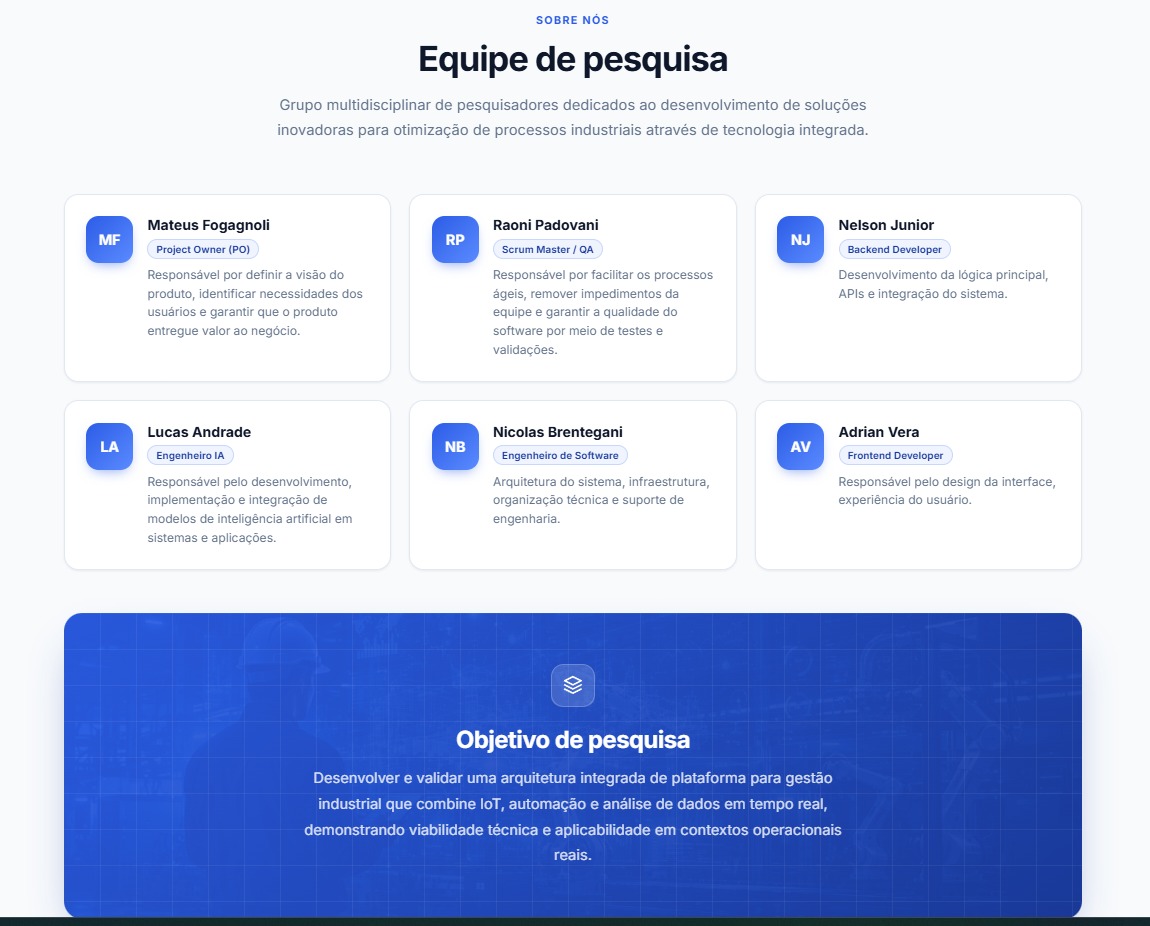 SOBRE NÓS
Equipe de pesquisa
Grupo multidisciplinar de pesquisadores dedicados ao desenvolvimento de soluções
inovadoras para otimização de processos industriais através de tecnologia integrada.
MF
Mateus Fogagnoli
Project Owner (PO)
Responsável por definir a visão do
produto, identificar necessidades dos
usuários e garantir que o produto
entregue valor ao negócio.
RP
Raoni Padovani
Scrum Master / QA
Responsável por facilitar os processos
ágeis, remover impedimentos da
equipe e garantir a qualidade do
software por meio de testes e
validações.
NJ
Nelson Junior
Backend Developer
Desenvolvimento da lógica principal,
APIs e integração do sistema.
LA
Lucas Andrade
Engenheiro IA
Responsável pelo desenvolvimento,
implementação e integração de
modelos de inteligência artificial em
sistemas e aplicações.
NB
Nicolas Brentegani
Engenheiro de Software
Arquitetura do sistema, infraestrutura,
organização técnica e suporte de
engenharia.
AV
Adrian Vera
Frontend Developer
Responsável pelo design da interface,
experiência do usuário.
Objetivo de pesquisa
Desenvolver e validar uma arquitetura integrada de plataforma para gestão
industrial que combine IoT, automação e análise de dados em tempo real,
demonstrando viabilidade técnica e aplicabilidade em contextos operacionais
reais.